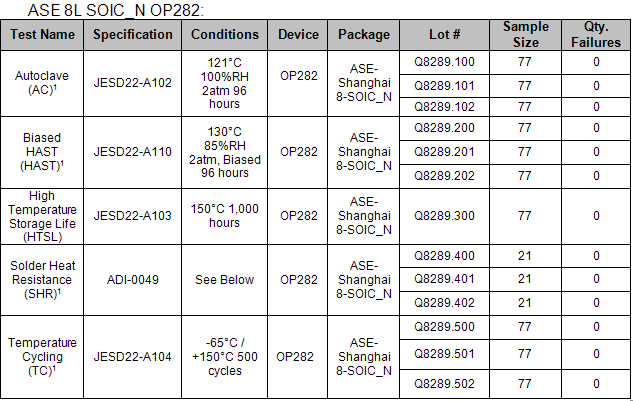 ASE 8L SOIC_N OP282:
Test Name Specification Conditions Device Package Lot # Sample Size Qty. Failures
Autoclave (AC)¹ JESD22-A102 121°C 100%RH 2atm 96 hours OP282 ASE-Shanghai 8-SOIC_N Q8289.100 77 0
Q8289.101 77 0
Q8289.102 77 0
Biased HAST (HAST)¹ JESD22-A110 130°C 85%RH 2atm, Biased 96 hours OP282 ASE-Shanghai 8-SOIC_N Q8289.200 77 0
Q8289.201 77 0
Q8289.202 77 0
High Temperature Storage Life (HTSL) JESD22-A103 150°C 1,000 hours OP282 ASE-Shanghai 8-SOIC_N Q8289.300 77 0
Solder Heat Resistance (SHR)¹ ADI-0049 See Below OP282 ASE-Shanghai 8-SOIC_N Q8289.400 21 0
Q8289.401 21 0
Q8289.402 21 0
Temperature Cycling (TC)¹ JESD22-A104 -65°C / +150°C 500 cycles OP282 ASE-Shanghai 8-SOIC_N Q8289.500 77 0
Q8289.501 77 0
Q8289.502 77 0